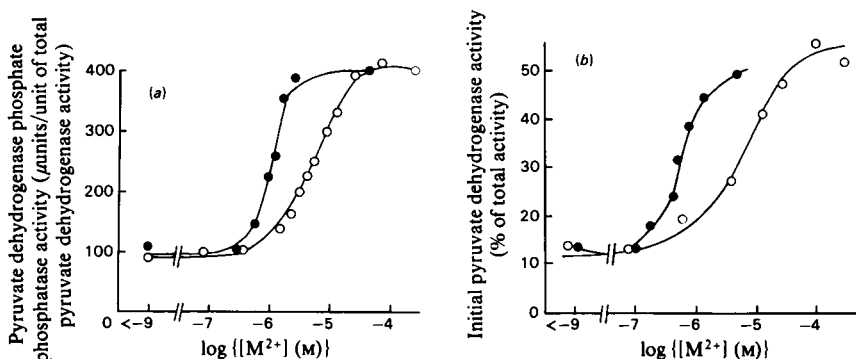 Pyruvate dehydrogenase phosphate
phosphatase activity (μunits/unit of total
pyruvate dehydrogenase activity)
400
300
200
100
0
(a)
<−9
−7
−6
−5
−4
log {[M²⁺] (M)}
Initial pyruvate dehydrogenase activity
(% of total activity)
50
40
30
20
10
0
(b)
<−9
−7
−6
−5
−4
log {[M²⁺] (M)}